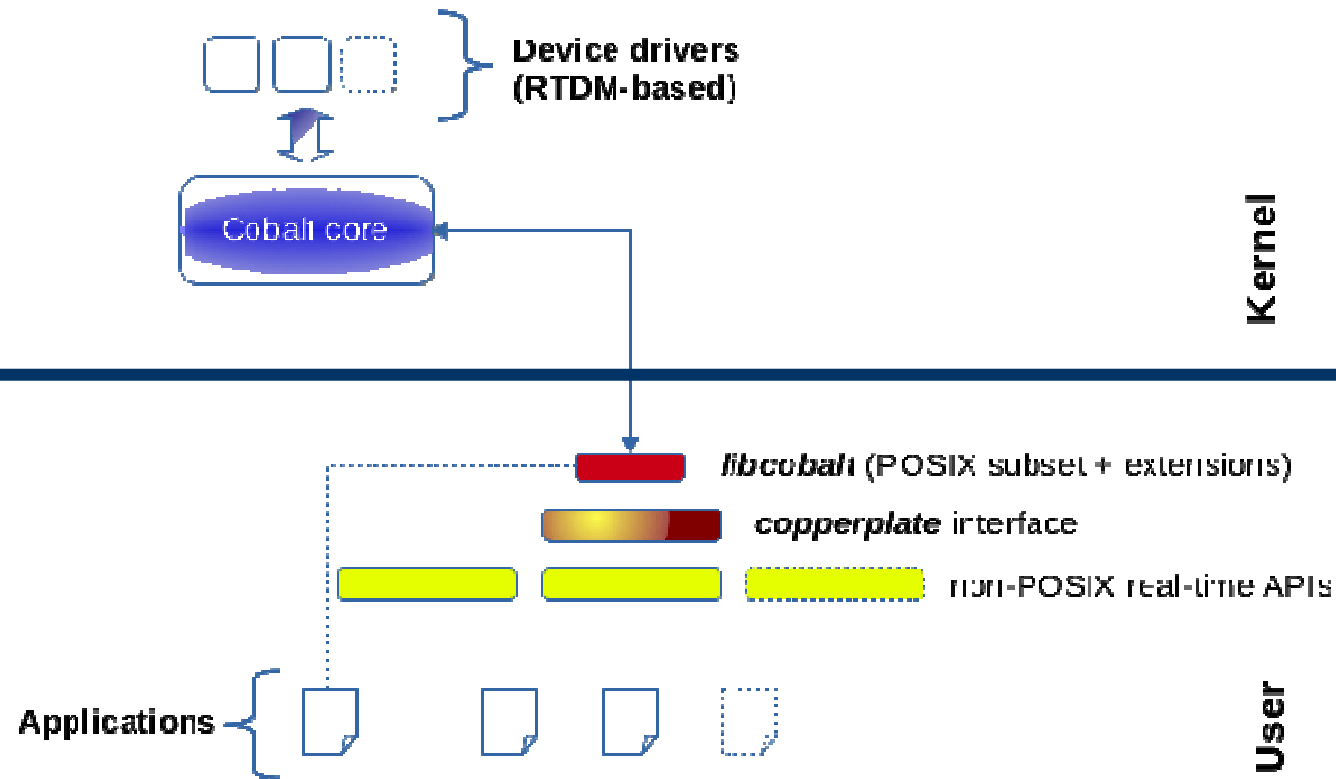 Device drivers
(RTDM-based)
Cobalt core
Kernel
libcobalt (POSIX subset + extensions)
copperplate interface
non-POSIX real-time APIs
Applications
User